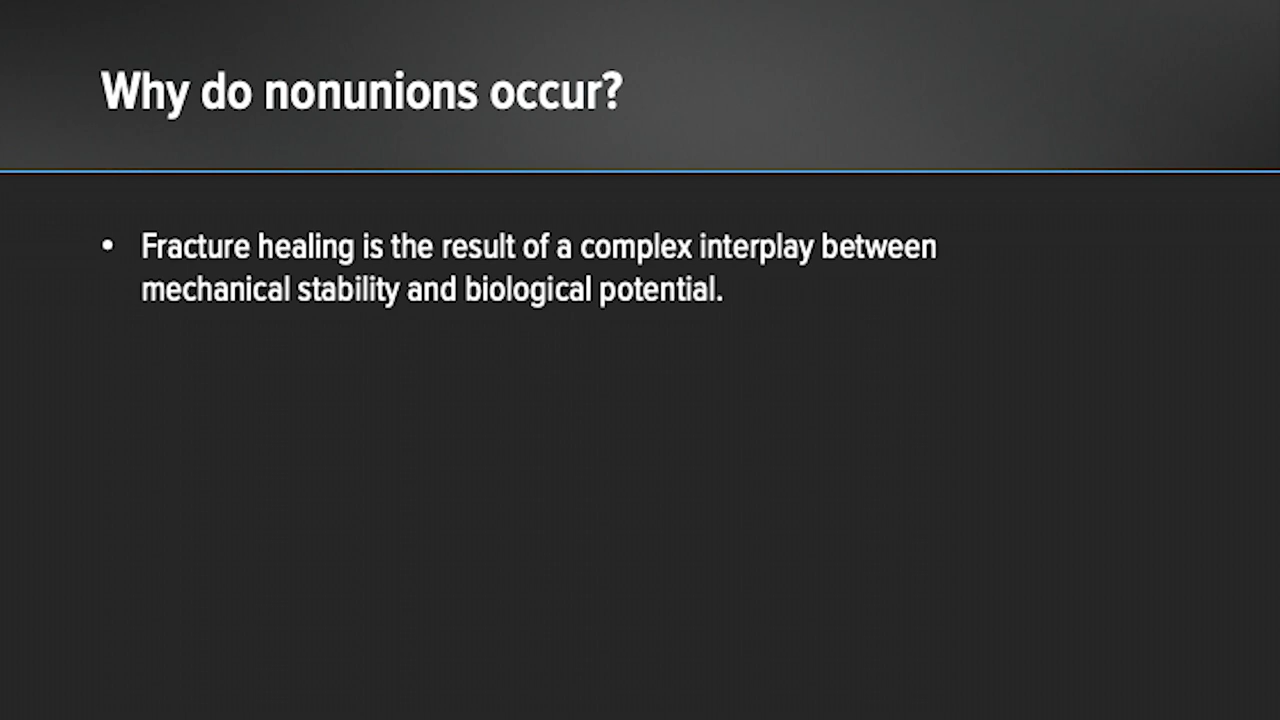 Why do nonunions occur?
• Fracture healing is the result of a complex interplay between
mechanical stability and biological potential.